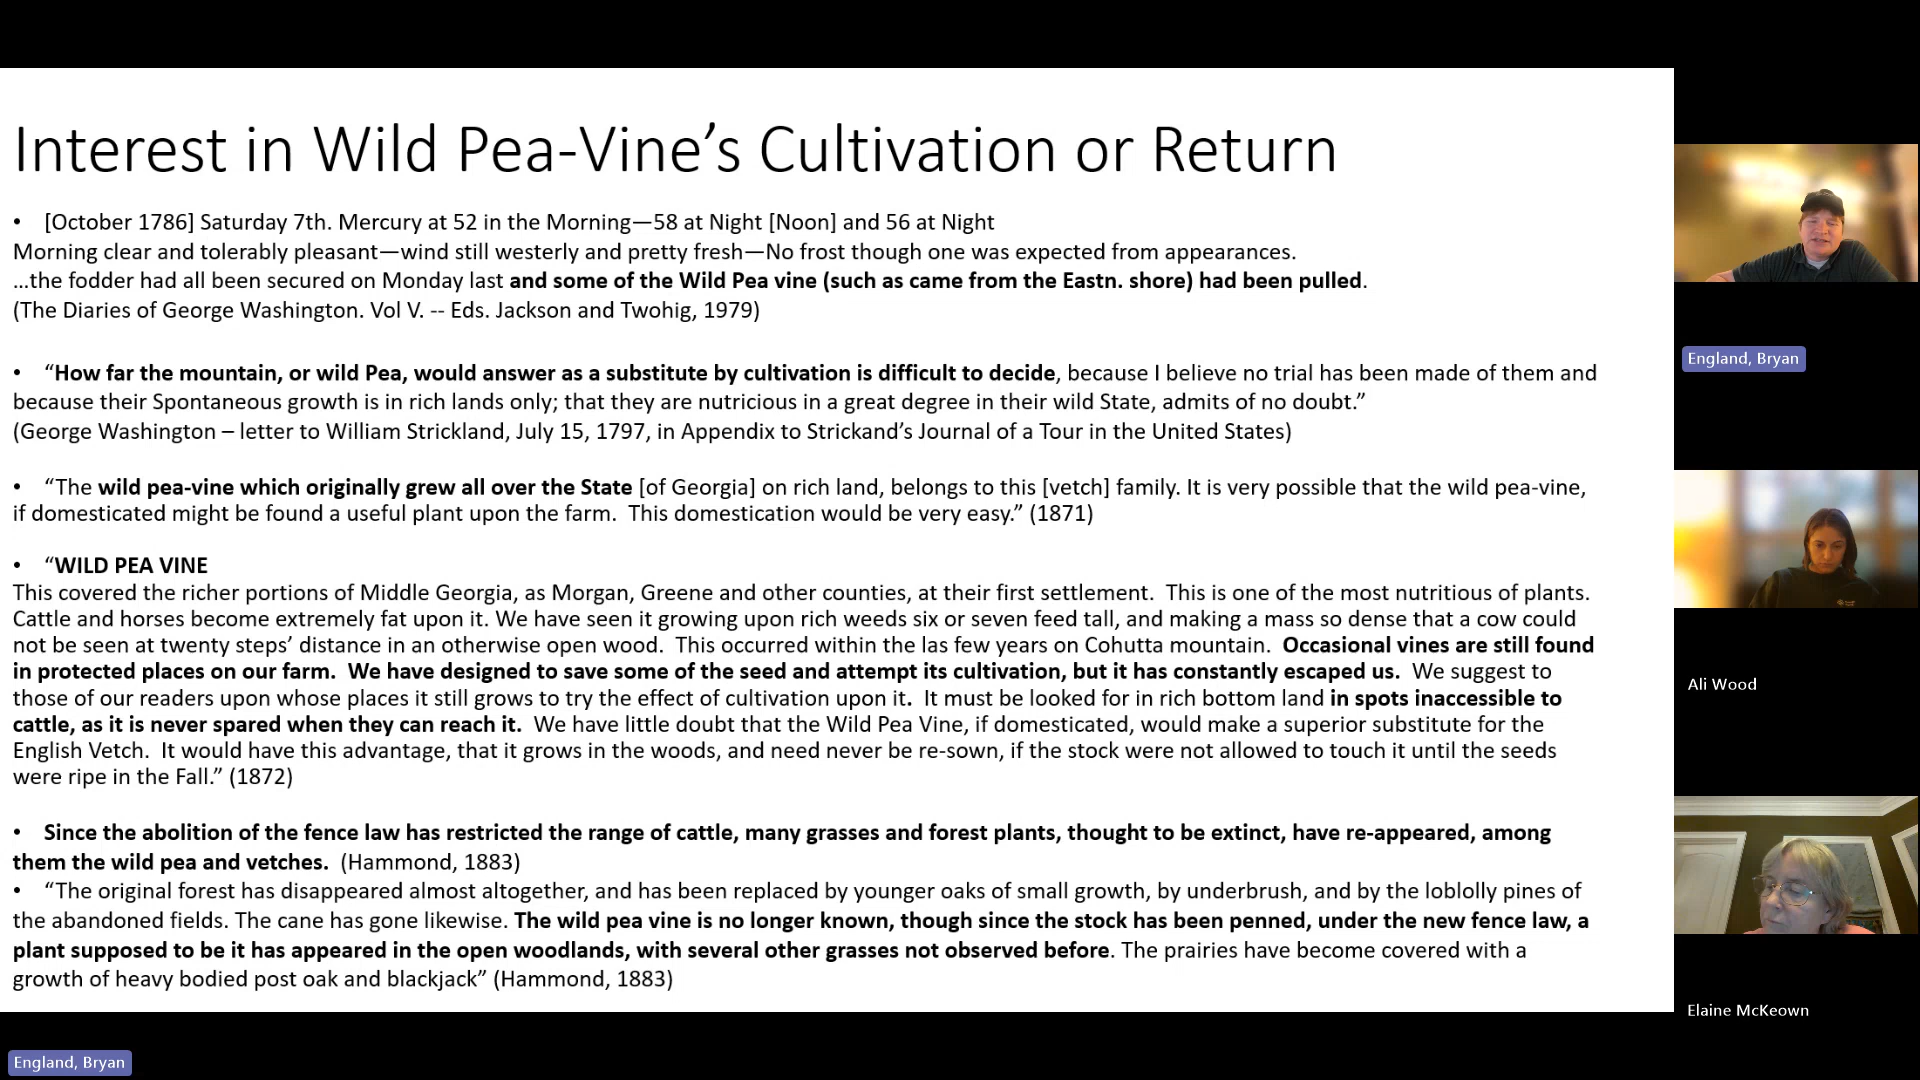 Interest in Wild Pea-Vine’s Cultivation or Return
• [October 1786] Saturday 7th. Mercury at 52 in the Morning—58 at Night [Noon] and 56 at Night
Morning clear and tolerably pleasant—wind still westerly and pretty fresh—No frost though one was expected from appearances.
…the fodder had all been secured on Monday last and some of the Wild Pea vine (such as came from the Eastn. shore) had been pulled.
(The Diaries of George Washington. Vol V. -- Eds. Jackson and Twohig, 1979)
• “How far the mountain, or wild Pea, would answer as a substitute by cultivation is difficult to decide, because I believe no trial has been made of them and
because their Spontaneous growth is in rich lands only; that they are nutricious in a great degree in their wild State, admits of no doubt.”
(George Washington – letter to William Strickland, July 15, 1797, in Appendix to Strickand’s Journal of a Tour in the United States)
• “The wild pea-vine which originally grew all over the State [of Georgia] on rich land, belongs to this [vetch] family. It is very possible that the wild pea-vine,
if domesticated might be found a useful plant upon the farm. This domestication would be very easy.” (1871)
• “WILD PEA VINE
This covered the richer portions of Middle Georgia, as Morgan, Greene and other counties, at their first settlement. This is one of the most nutritious of plants.
Cattle and horses become extremely fat upon it. We have seen it growing upon rich weeds six or seven feed tall, and making a mass so dense that a cow could
not be seen at twenty steps’ distance in an otherwise open wood. This occurred within the las few years on Cohutta mountain. Occasional vines are still found
in protected places on our farm. We have designed to save some of the seed and attempt its cultivation, but it has constantly escaped us. We suggest to
those of our readers upon whose places it still grows to try the effect of cultivation upon it. It must be looked for in rich bottom land in spots inaccessible to
cattle, as it is never spared when they can reach it. We have little doubt that the Wild Pea Vine, if domesticated, would make a superior substitute for the
English Vetch. It would have this advantage, that it grows in the woods, and need never be re-sown, if the stock were not allowed to touch it until the seeds
were ripe in the Fall.” (1872)
• Since the abolition of the fence law has restricted the range of cattle, many grasses and forest plants, thought to be extinct, have re-appeared, among
them the wild pea and vetches. (Hammond, 1883)
• “The original forest has disappeared almost altogether, and has been replaced by younger oaks of small growth, by underbrush, and by the loblolly pines of
the abandoned fields. The cane has gone likewise. The wild pea vine is no longer known, though since the stock has been penned, under the new fence law, a
plant supposed to be it has appeared in the open woodlands, with several other grasses not observed before. The prairies have become covered with a
growth of heavy bodied post oak and blackjack” (Hammond, 1883)
England, Bryan
Ali Wood
Elaine McKeown
England, Bryan